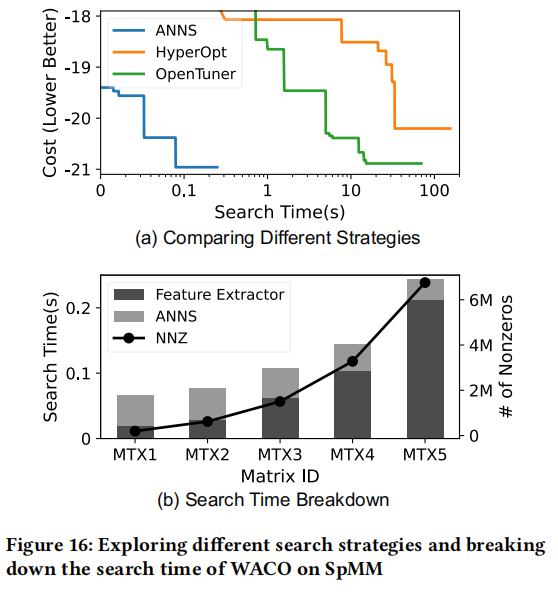 -18
-19
-20
-21
Cost (Lower Better)
ANNS
HyperOpt
OpenTuner
0 0.1 1 10 100
Search Time(s)
(a) Comparing Different Strategies
0.2
0.1
0
Search Time(s)
Feature Extractor
ANNS
NNZ
6M
4M
2M
0
# of Nonzeros
MTX1 MTX2 MTX3 MTX4 MTX5
Matrix ID
(b) Search Time Breakdown
Figure 16: Exploring different search strategies and breaking
down the search time of WACO on SpMM